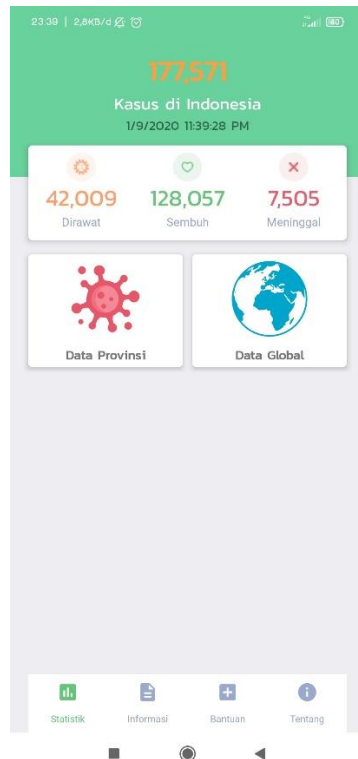 23:39 | 2,8KB/d
177,571
Kasus di Indonesia
1/9/2020 11:39:28 PM
42,009 128,057 7,505
Dirawat Sembuh Meninggal
Data Provinsi Data Global
Statistik Informasi Bantuan Tentang